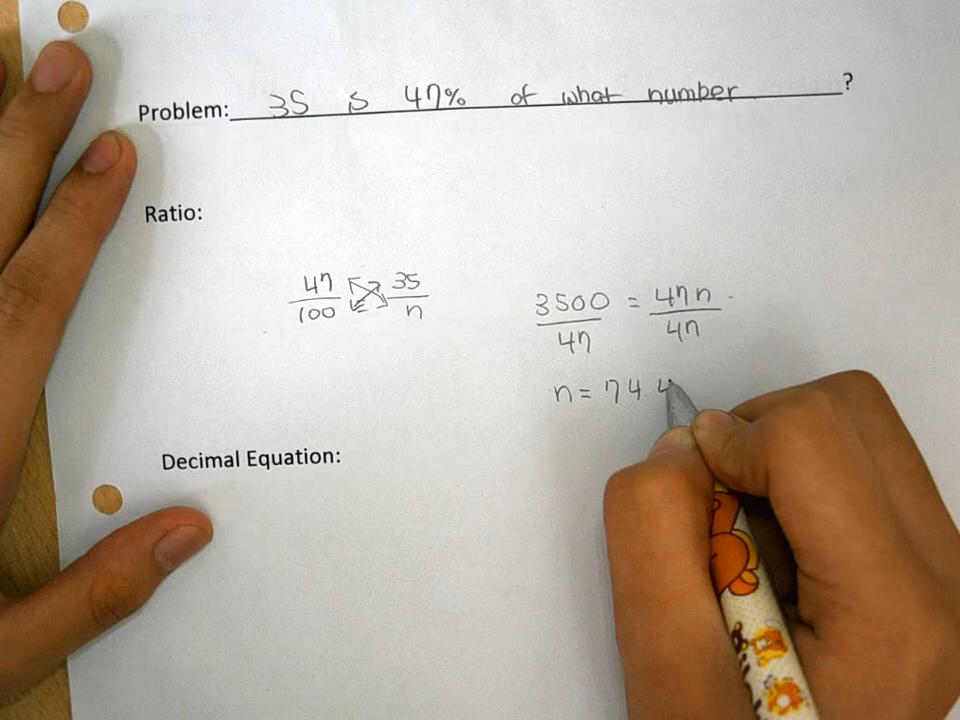 Problem: 35 is 47% of what number ?
Ratio:
47/100 35/n
3500/47 = 47n/47
n = 74.4
Decimal Equation: